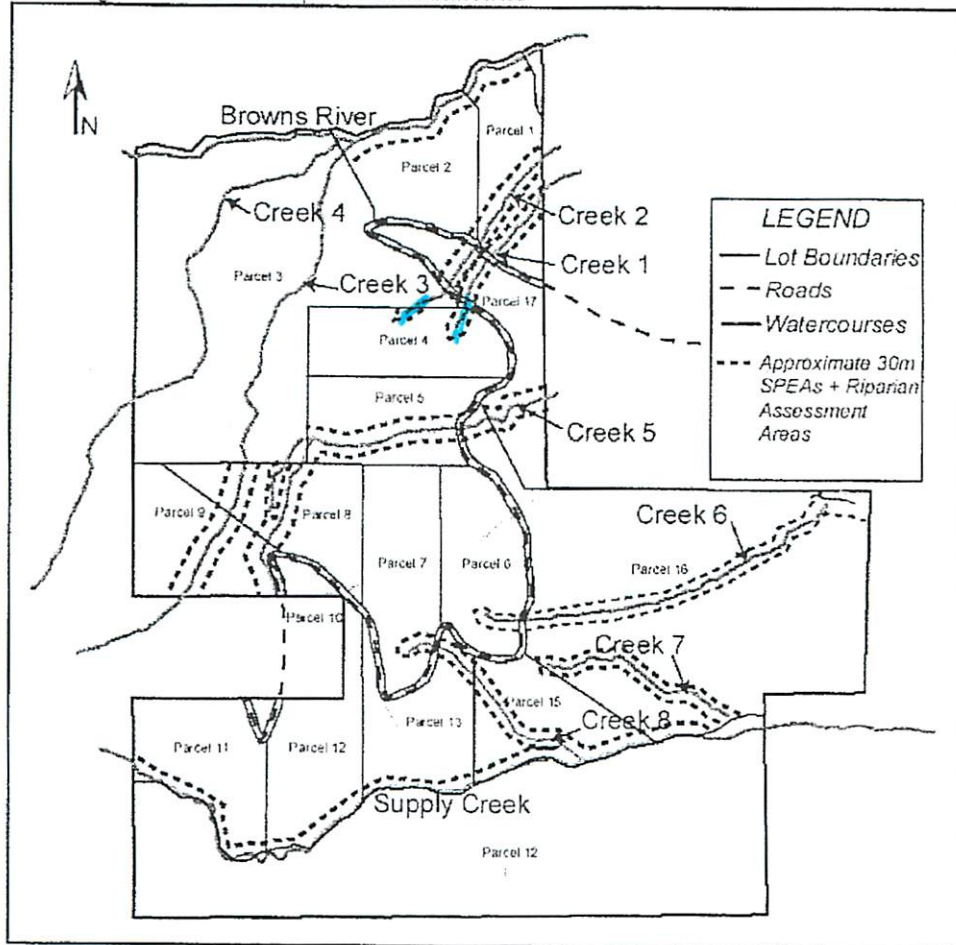 N
Browns River
Parcel 1
Parcel 2
Creek 4
Creek 2
Creek 1
Parcel 3
Creek 3
Parcel 17
Parcel 4
Parcel 5
Creek 5
LEGEND
Lot Boundaries
Roads
Watercourses
Approximate 30m
SPEAs + Riparian
Assessment
Areas
Parcel 9
Parcel 8
Parcel 7
Parcel 6
Creek 6
Parcel 16
Parcel 10
Creek 7
Parcel 15
Creek 8
Parcel 13
Parcel 11
Parcel 12
Supply Creek
Parcel 12